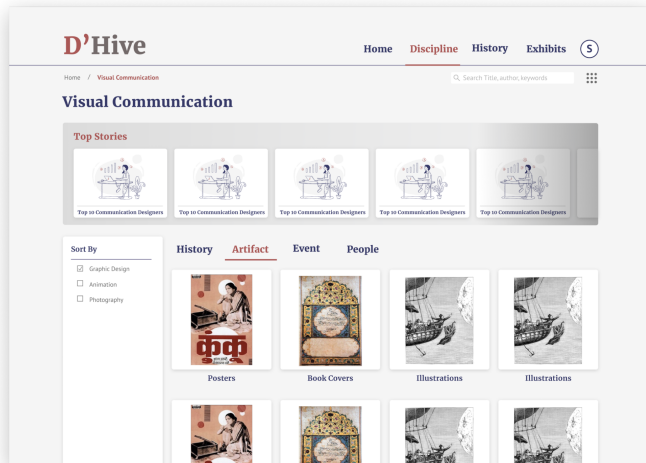 D’Hive
Home Discipline History Exhibits S
Home / Visual Communication
Search Title, author, keywords
Visual Communication
Top Stories
Top 10 Communication Designers Top 10 Communication Designers Top 10 Communication Designers Top 10 Communication Designers Top 10 Communication Designers
Sort By
Graphic Design
Animation
Photography
History Artifact Event People
कुंकू
Posters Book Covers Illustrations Illustrations